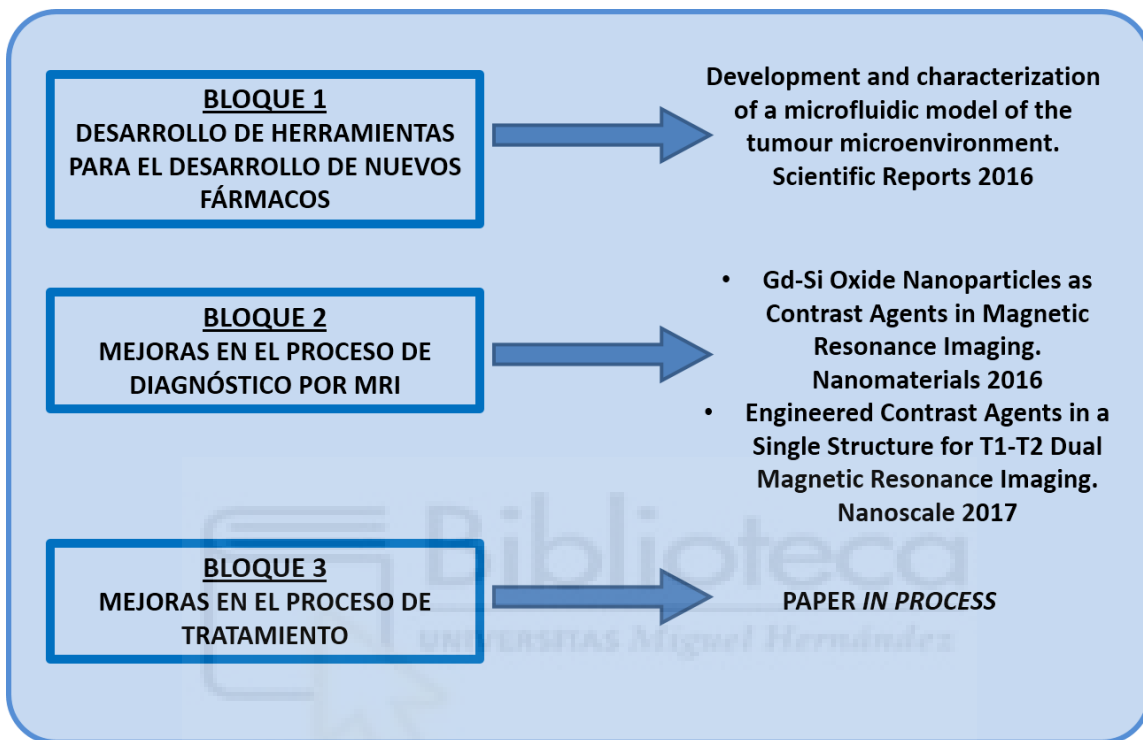 BLOQUE 1
DESARROLLO DE HERRAMIENTAS
PARA EL DESARROLLO DE NUEVOS
FÁRMACOS
Development and characterization
of a microfluidic model of the
tumour microenvironment.
Scientific Reports 2016
BLOQUE 2
MEJORAS EN EL PROCESO DE
DIAGNÓSTICO POR MRI
• Gd-Si Oxide Nanoparticles as
Contrast Agents in Magnetic
Resonance Imaging.
Nanomaterials 2016
• Engineered Contrast Agents in a
Single Structure for T1-T2 Dual
Magnetic Resonance Imaging.
Nanoscale 2017
BLOQUE 3
MEJORAS EN EL PROCESO DE
TRATAMIENTO
PAPER IN PROCESS
Biblioteca
UNIVERSITAS Miguel Hernández